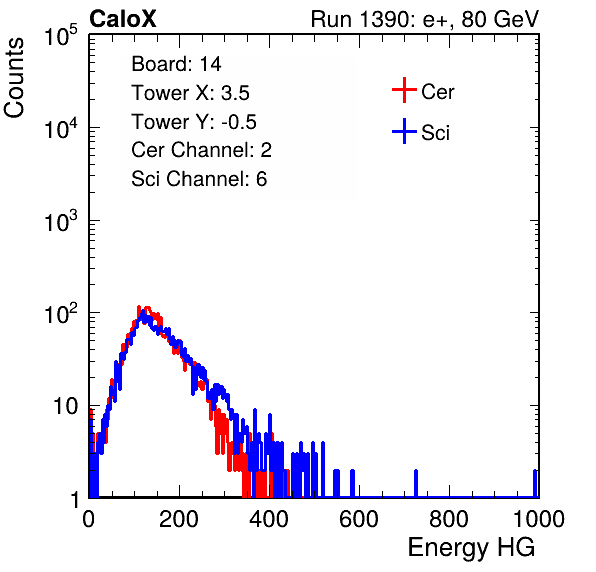 CaloX Run 1390: e+, 80 GeV
Counts
10^5
10^4
10^3
10^2
10
1
Board: 14
Tower X: 3.5
Tower Y: -0.5
Cer Channel: 2
Sci Channel: 6
Cer
Sci
0 200 400 600 800 1000
Energy HG